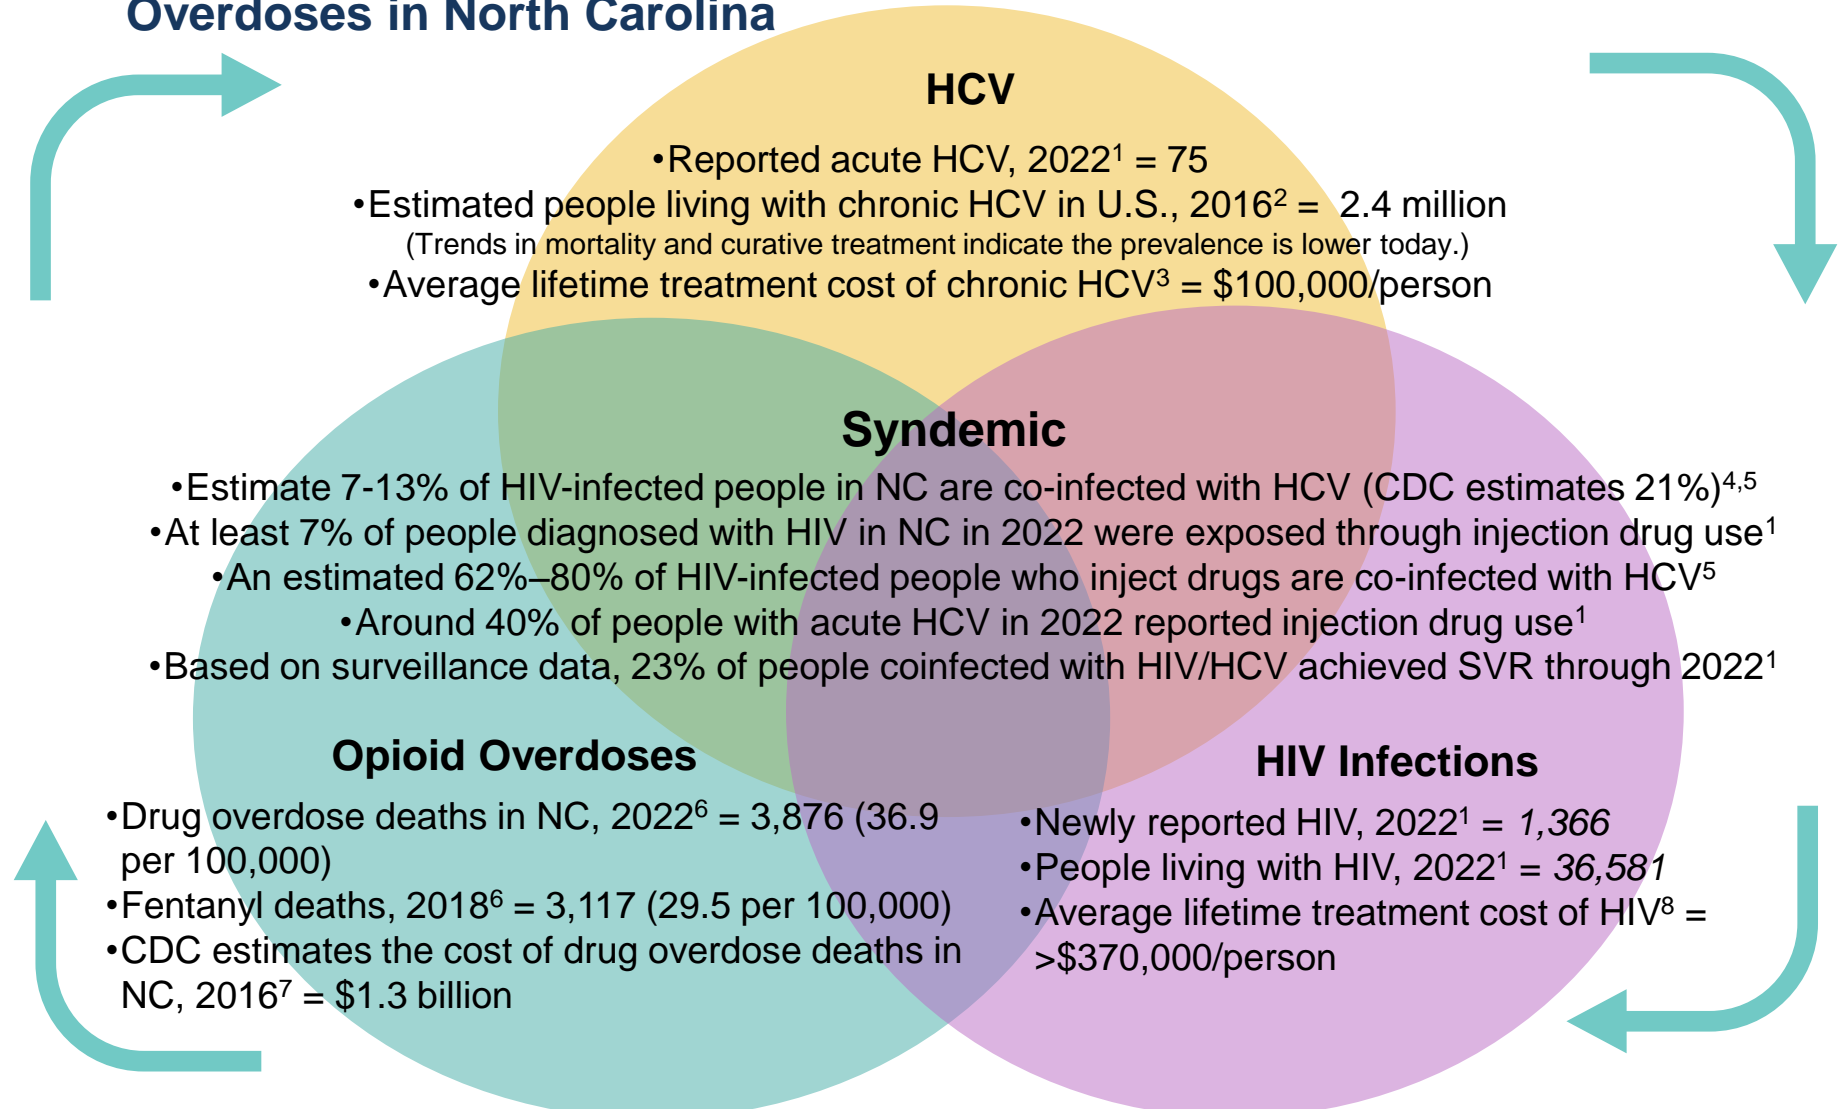 Overdoses in North Carolina
HCV
•Reported acute HCV, 2022¹ = 75
•Estimated people living with chronic HCV in U.S., 2016² = 2.4 million
(Trends in mortality and curative treatment indicate the prevalence is lower today.)
•Average lifetime treatment cost of chronic HCV³ = $100,000/person
Syndemic
•Estimate 7-13% of HIV-infected people in NC are co-infected with HCV (CDC estimates 21%)⁴,⁵
•At least 7% of people diagnosed with HIV in NC in 2022 were exposed through injection drug use¹
•An estimated 62%–80% of HIV-infected people who inject drugs are co-infected with HCV⁵
•Around 40% of people with acute HCV in 2022 reported injection drug use¹
•Based on surveillance data, 23% of people coinfected with HIV/HCV achieved SVR through 2022¹
Opioid Overdoses
•Drug overdose deaths in NC, 2022⁶ = 3,876 (36.9
per 100,000)
•Fentanyl deaths, 2018⁶ = 3,117 (29.5 per 100,000)
•CDC estimates the cost of drug overdose deaths in
NC, 2016⁷ = $1.3 billion
HIV Infections
•Newly reported HIV, 2022¹ = 1,366
•People living with HIV, 2022¹ = 36,581
•Average lifetime treatment cost of HIV⁸ =
>$370,000/person